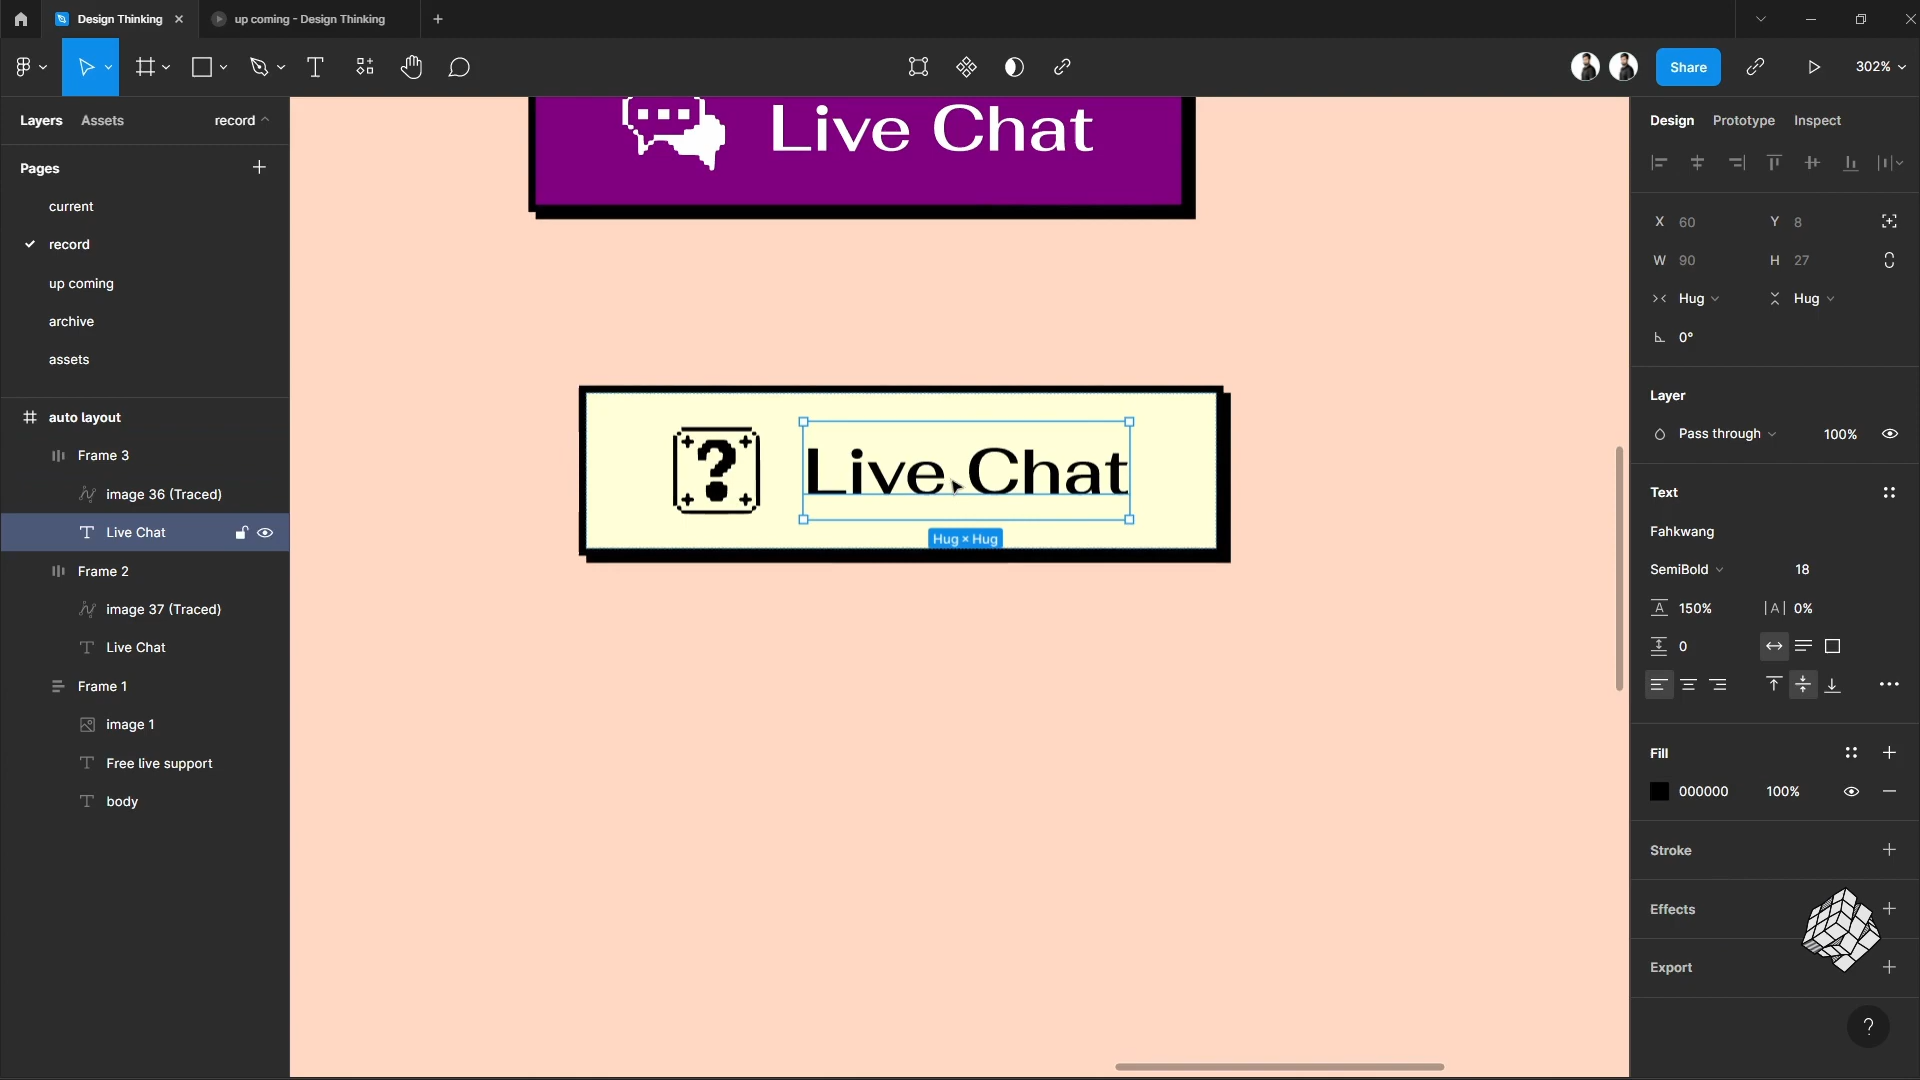 Design Thinking
up coming - Design Thinking
Share
302%
Layers
Assets
record
Pages
current
record
up coming
archive
assets
auto layout
Frame 3
image 36 (Traced)
Live Chat
Frame 2
image 37 (Traced)
Live Chat
Frame 1
image 1
Free live support
body
Live Chat
Live Chat
Hug × Hug
Design
Prototype
Inspect
X 60
Y 8
W 90
H 27
Hug
Hug
0°
Layer
Pass through
100%
Text
Fahkwang
SemiBold
18
150%
0%
0
Fill
000000
100%
Stroke
Effects
Export
?